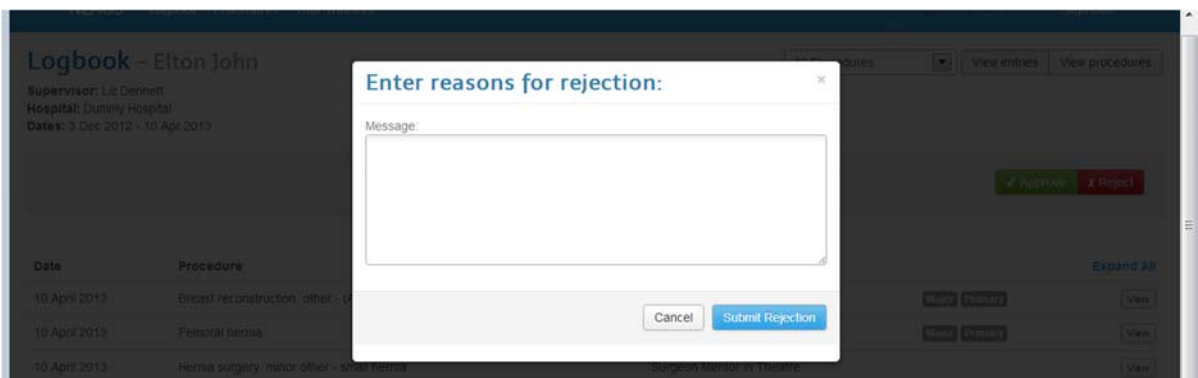 Logbook - Elton John
View entries View procedures
Supervisor: Liz Dennett
Hospital: Dummy Hospital
Dates: 3 Dec 2012 - 10 Apr 2013
Enter reasons for rejection:
×
Message:
✓ Approve x Reject
Date Procedure Expand All
10 April 2013 Breast reconstruction, other - Major Primary View
Cancel Submit Rejection
10 April 2013 Femoral hernia Major Primary View
10 April 2013 Hernia surgery, minor other - small hernia Surgeon Mentor in Theatre View